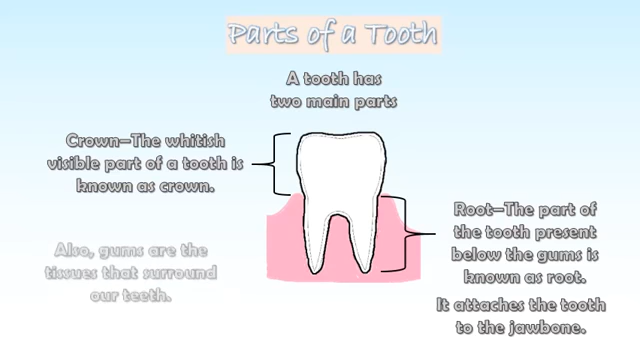 Parts of a Tooth
A tooth has
two main parts
Crown–The whitish
visible part of a tooth is
known as crown.
Root–The part of
the tooth present
below the gums is
known as root.
It attaches the tooth
to the jawbone.
Also, gums are the
tissues that surround
our teeth.